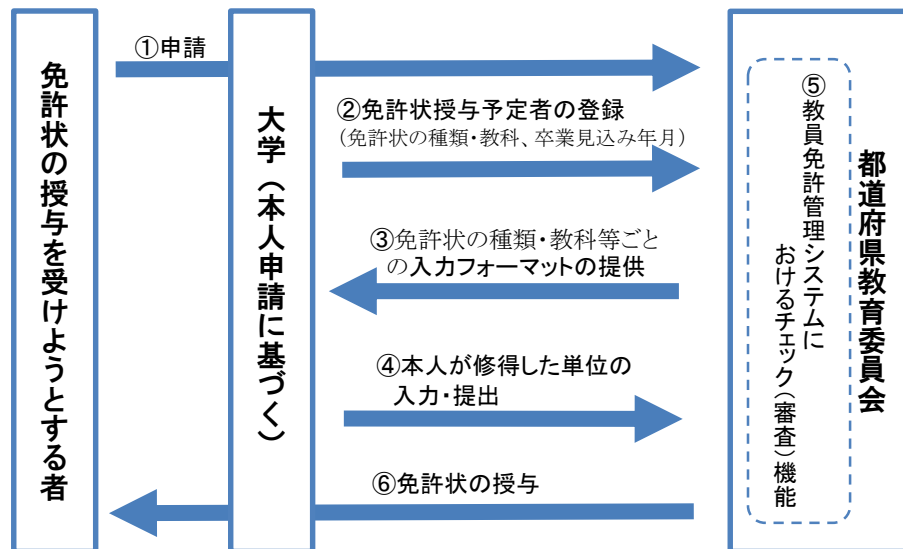 免許状の授与を受けようとする者
①申請
大学（本人申請に基づく）
②免許状授与予定者の登録
（免許状の種類・教科、卒業見込み年月）
③免許状の種類・教科等ごと
の入力フォーマットの提供
④本人が修得した単位の
入力・提出
⑥免許状の授与
⑤教員免許管理システムに
おけるチェック（審査）機能
都道府県教育委員会